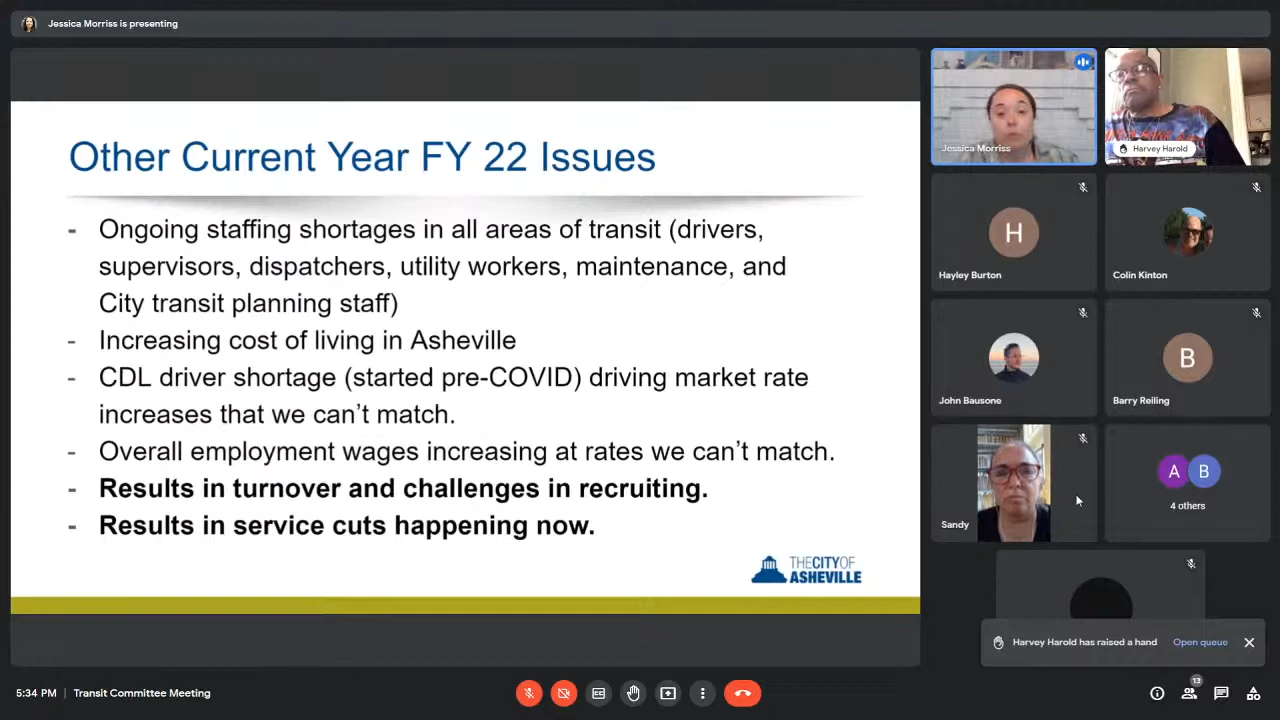 Jessica Morriss is presenting
Other Current Year FY 22 Issues
- Ongoing staffing shortages in all areas of transit (drivers,
supervisors, dispatchers, utility workers, maintenance, and
City transit planning staff)
- Increasing cost of living in Asheville
- CDL driver shortage (started pre-COVID) driving market rate
increases that we can't match.
- Overall employment wages increasing at rates we can't match.
- Results in turnover and challenges in recruiting.
- Results in service cuts happening now.
THE CITY OF
ASHEVILLE
Jessica Morriss
Harvey Harold
H
Hayley Burton
Colin Kinton
John Bausone
B
Barry Reiling
Sandy
A B
4 others
Harvey Harold has raised a hand Open queue
5:34 PM | Transit Committee Meeting
13